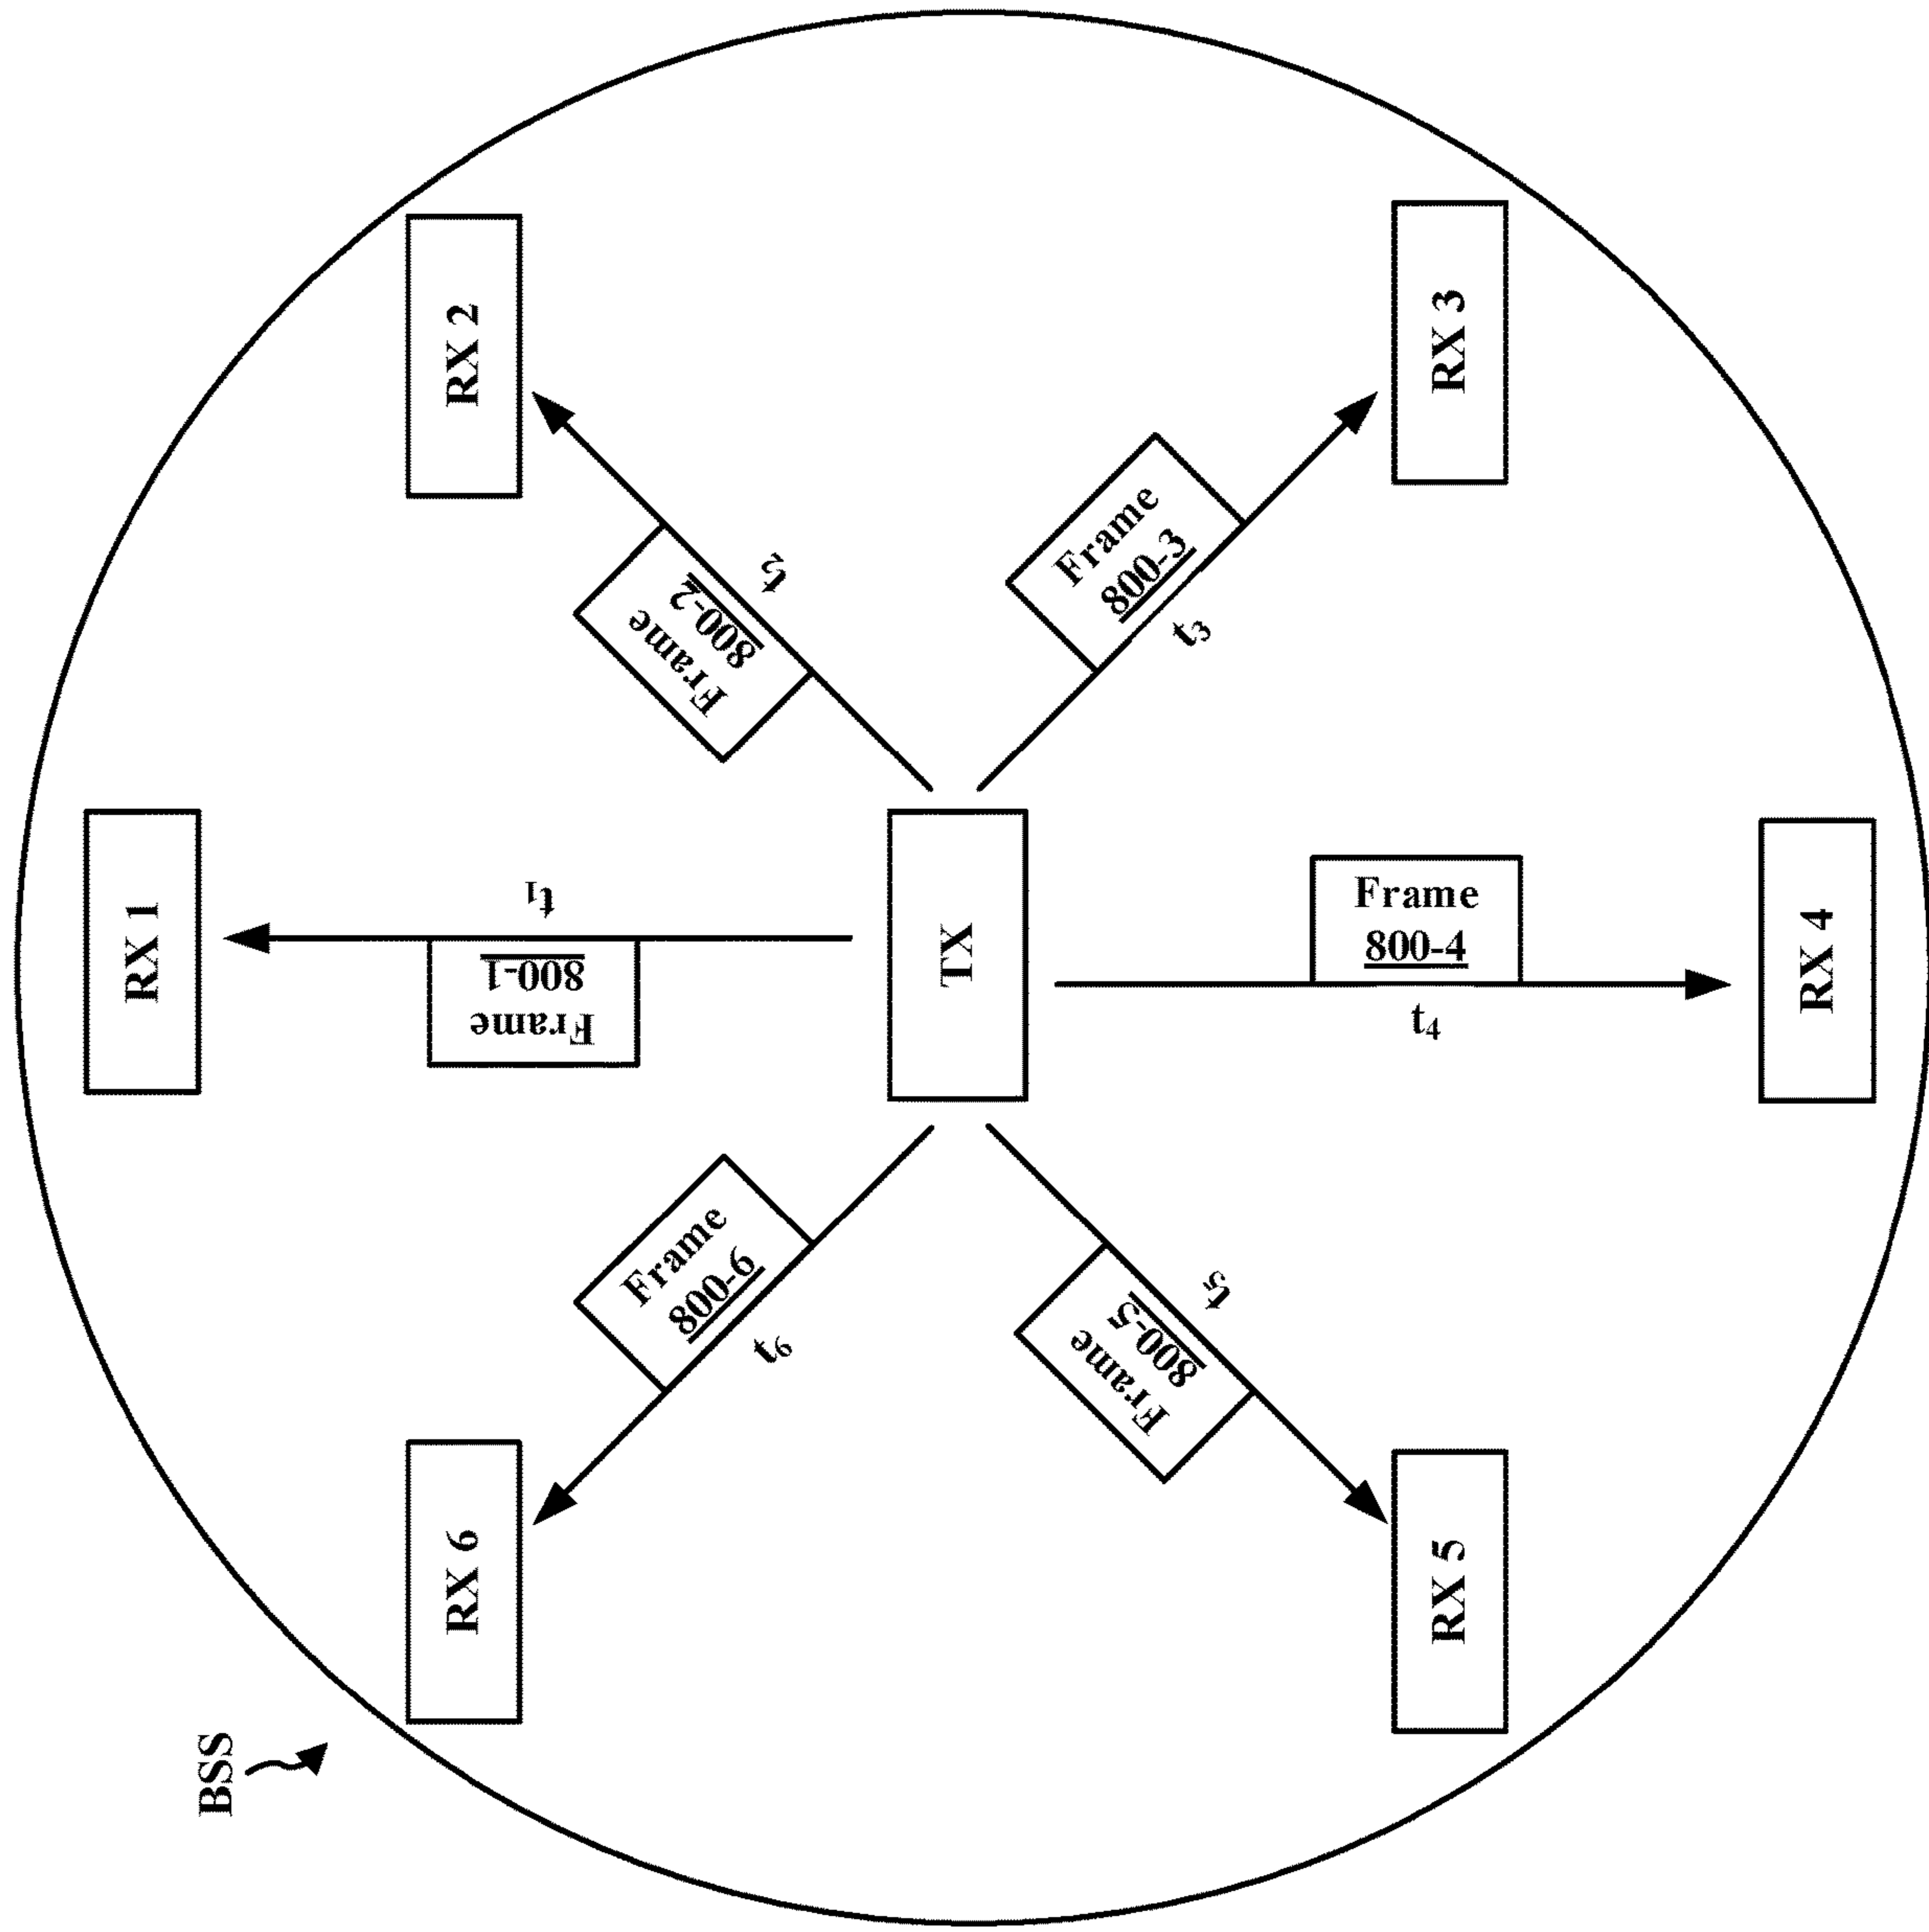 BSS
RX 1
t1
Frame
800-1
RX 2
t2
Frame
800-2
RX 3
t3
Frame
800-3
TX
RX 4
t4
Frame
800-4
RX 5
t5
Frame
800-5
RX 6
t6
Frame
800-6